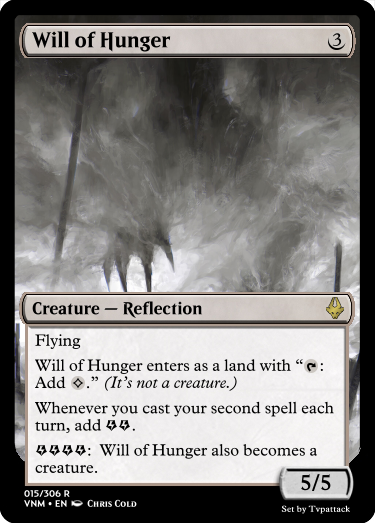 Will of Hunger 3
Creature — Reflection
Flying
Will of Hunger enters as a land with “T:
Add C.” (It's not a creature.)
Whenever you cast your second spell each
turn, add .
: Will of Hunger also becomes a
creature.
5/5
015/306 R
VNM • EN Chris Cold
Set by Tvpattack